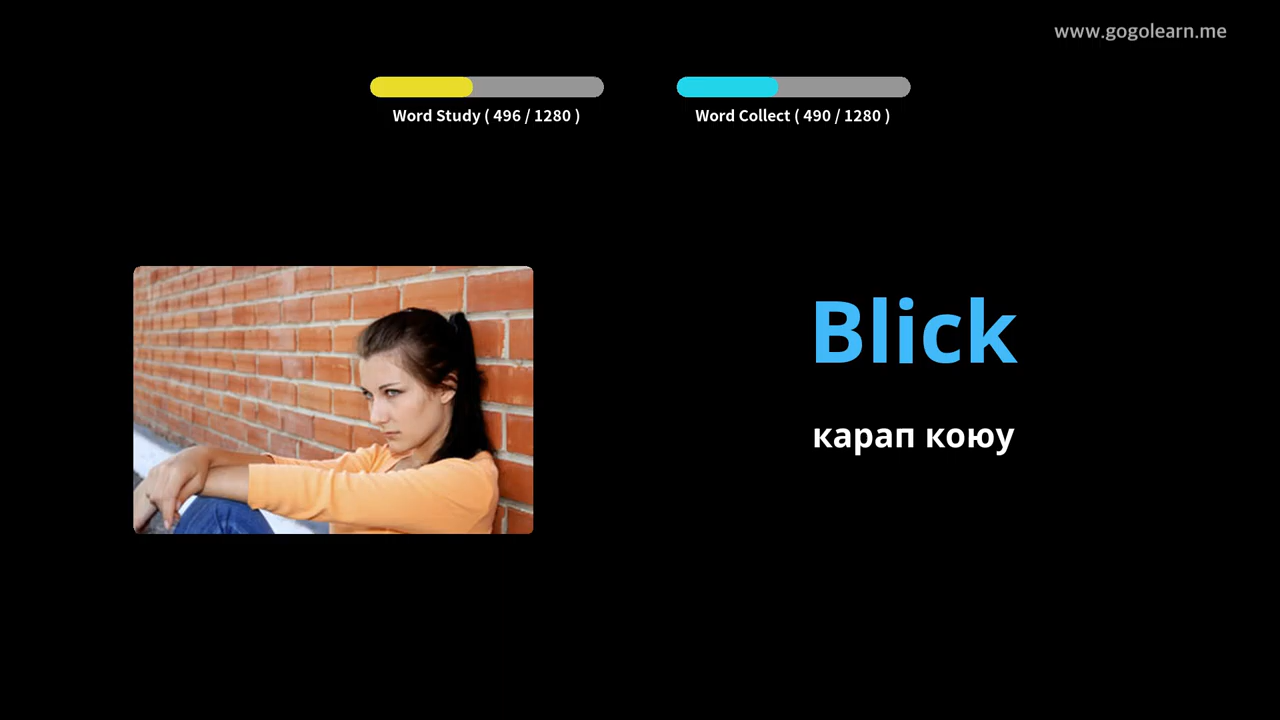 www.gogolearn.me
Word Study ( 496 / 1280 )
Word Collect ( 490 / 1280 )
Blick
карап коюу